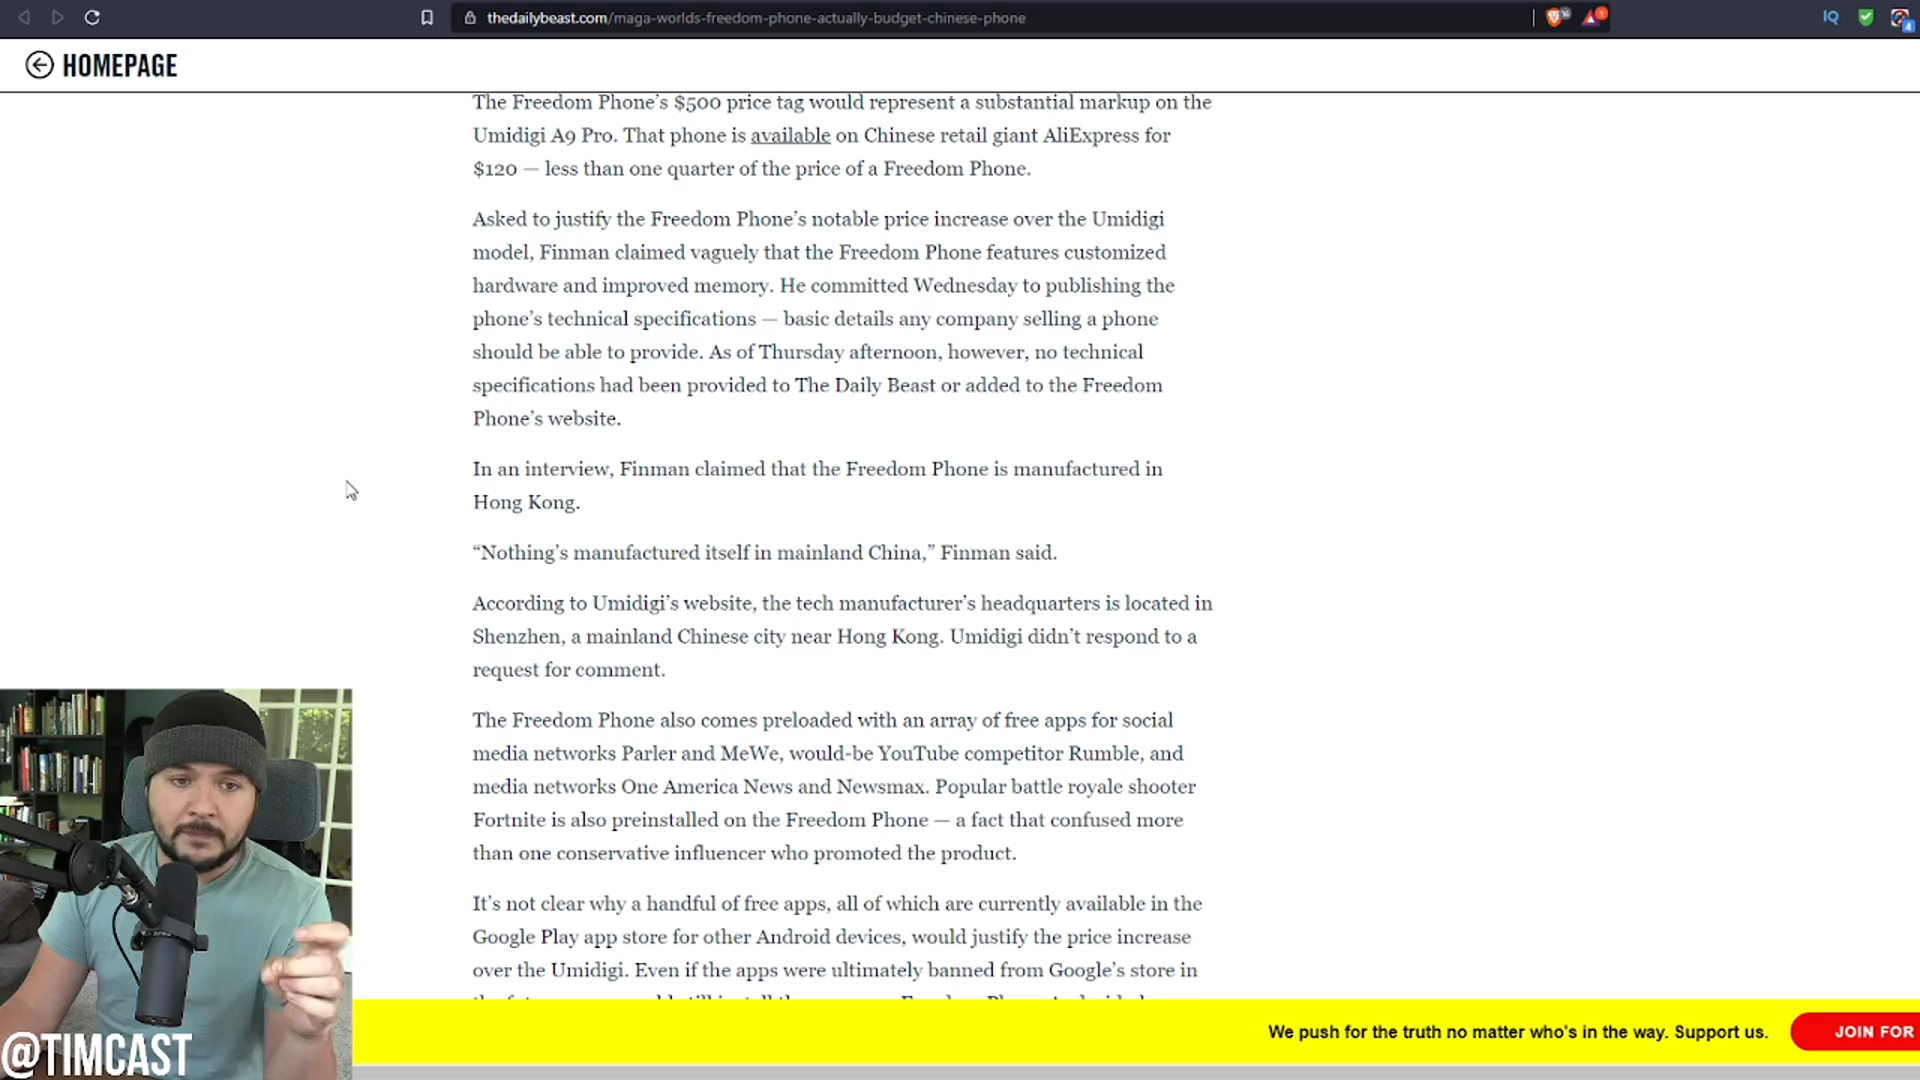 thedailybeast.com/maga-worlds-freedom-phone-actually-budget-chinese-phone
IQ
HOMEPAGE
The Freedom Phone’s $500 price tag would represent a substantial markup on the
Umidigi A9 Pro. That phone is available on Chinese retail giant AliExpress for
$120 — less than one quarter of the price of a Freedom Phone.
Asked to justify the Freedom Phone’s notable price increase over the Umidigi
model, Finman claimed vaguely that the Freedom Phone features customized
hardware and improved memory. He committed Wednesday to publishing the
phone’s technical specifications — basic details any company selling a phone
should be able to provide. As of Thursday afternoon, however, no technical
specifications had been provided to The Daily Beast or added to the Freedom
Phone’s website.
In an interview, Finman claimed that the Freedom Phone is manufactured in
Hong Kong.
“Nothing’s manufactured itself in mainland China,” Finman said.
According to Umidigi’s website, the tech manufacturer’s headquarters is located in
Shenzhen, a mainland Chinese city near Hong Kong. Umidigi didn’t respond to a
request for comment.
The Freedom Phone also comes preloaded with an array of free apps for social
media networks Parler and MeWe, would-be YouTube competitor Rumble, and
media networks One America News and Newsmax. Popular battle royale shooter
Fortnite is also preinstalled on the Freedom Phone — a fact that confused more
than one conservative influencer who promoted the product.
It’s not clear why a handful of free apps, all of which are currently available in the
Google Play app store for other Android devices, would justify the price increase
over the Umidigi. Even if the apps were ultimately banned from Google’s store in
We push for the truth no matter who's in the way. Support us.
JOIN FOR
@TIMCAST